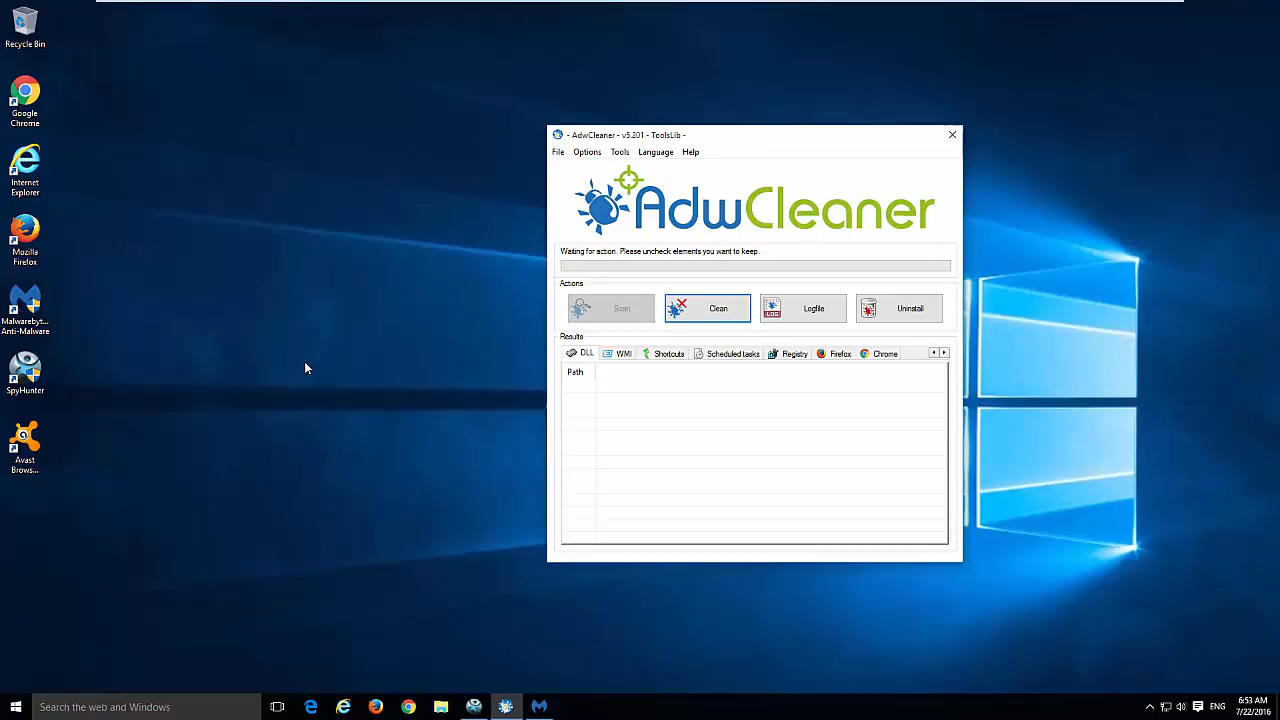 Recycle Bin
Google
Chrome
Internet
Explorer
Mozilla
Firefox
Malwarebyt...
Anti-Malware
SpyHunter
Avast
Brows...
- AdwCleaner - v5.201 - ToolsLib -
File Options Tools Language Help
AdwCleaner
Waiting for action. Please uncheck elements you want to keep.
Actions
Scan Clean LOG Logfile Uninstall
Results
DLL WMI Shortcuts Scheduled tasks Registry Firefox Chrome
Path
Search the web and Windows
ENG
6:53 AM
7/22/2016